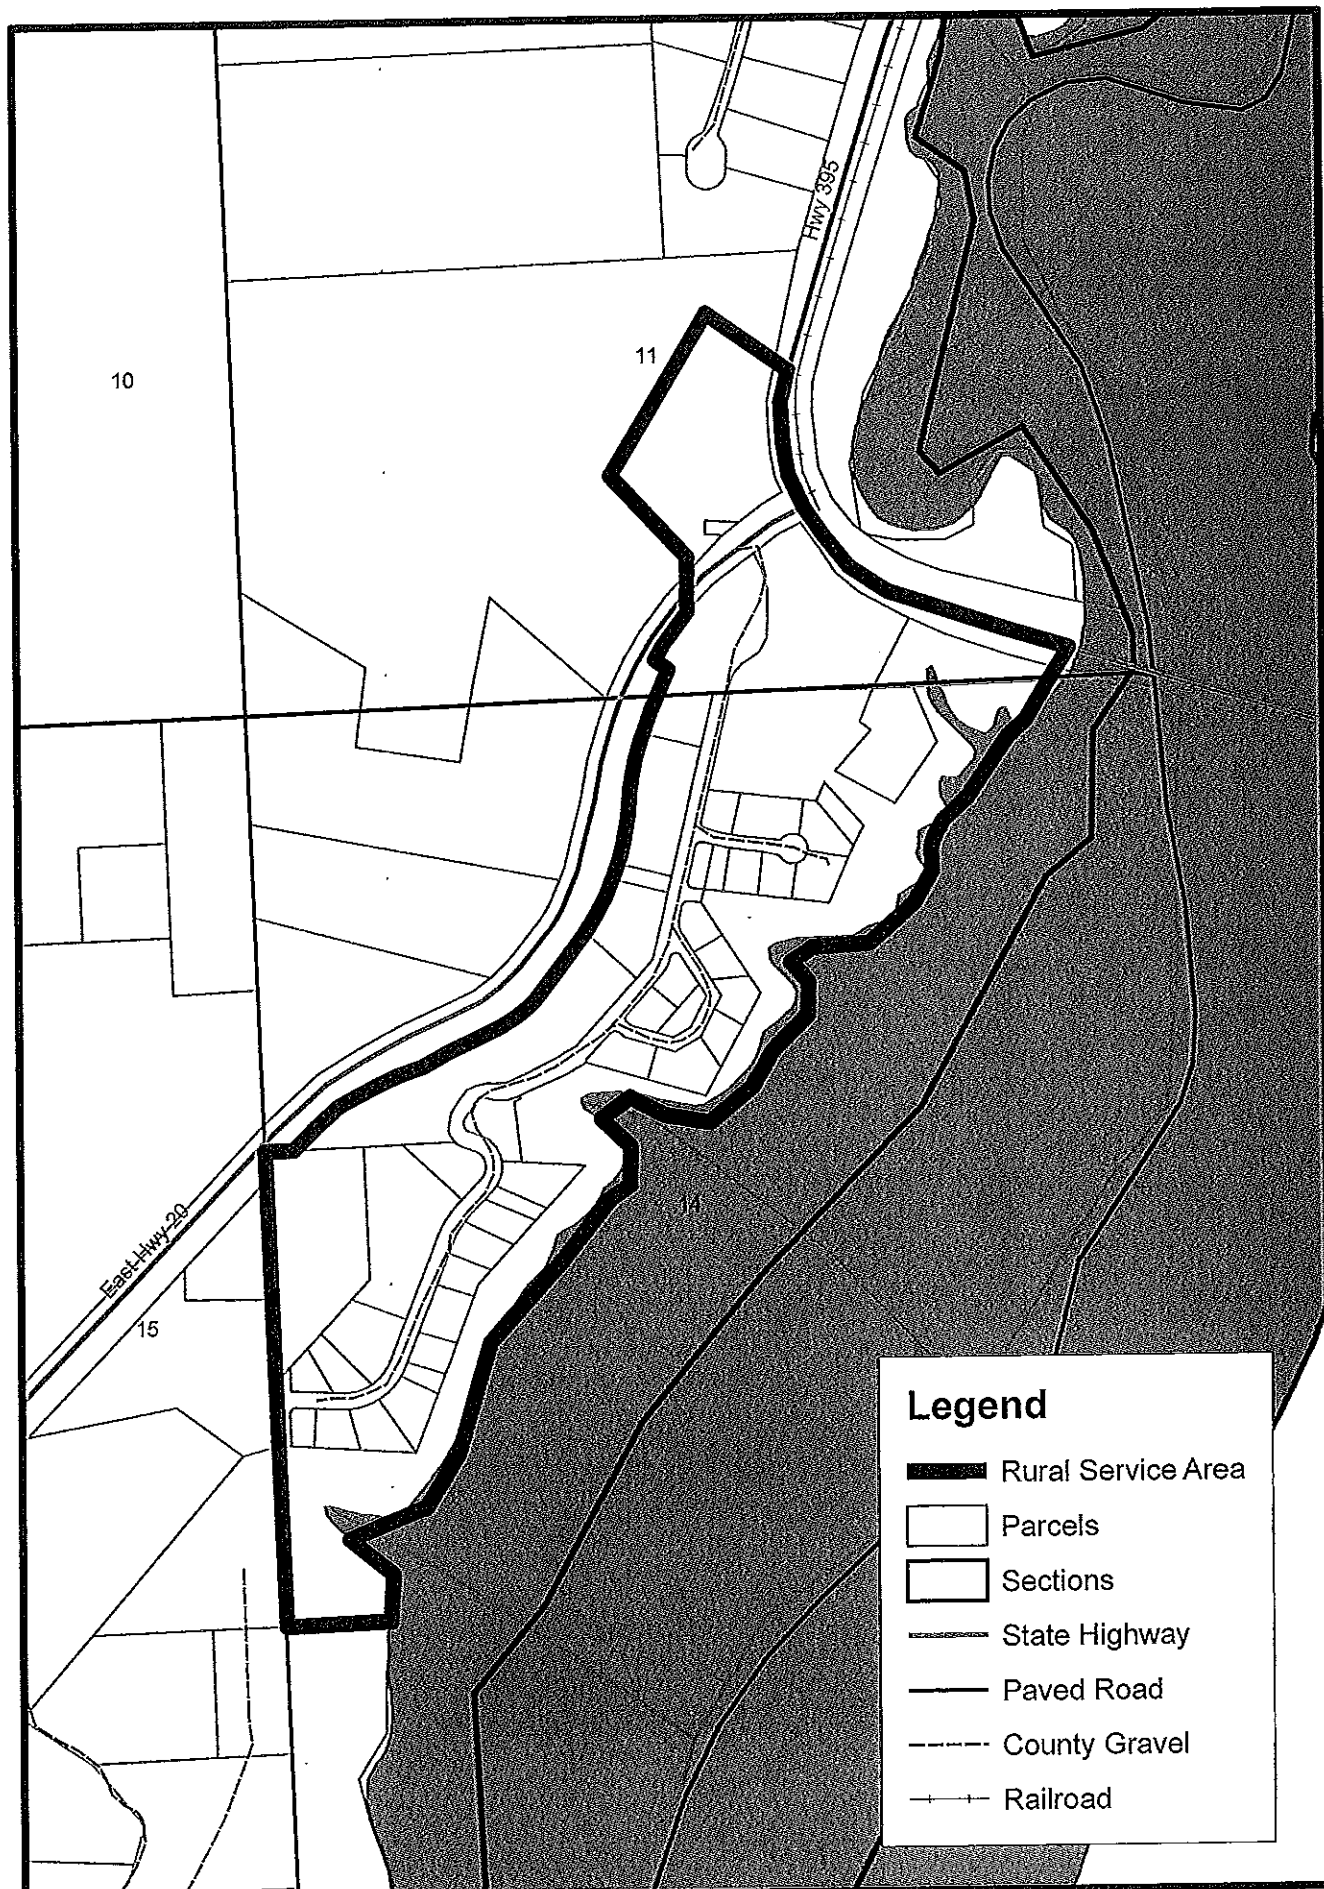 Hwy 395
11
10
14
East Hwy 20
15
Legend
Rural Service Area
Parcels
Sections
State Highway
Paved Road
County Gravel
Railroad